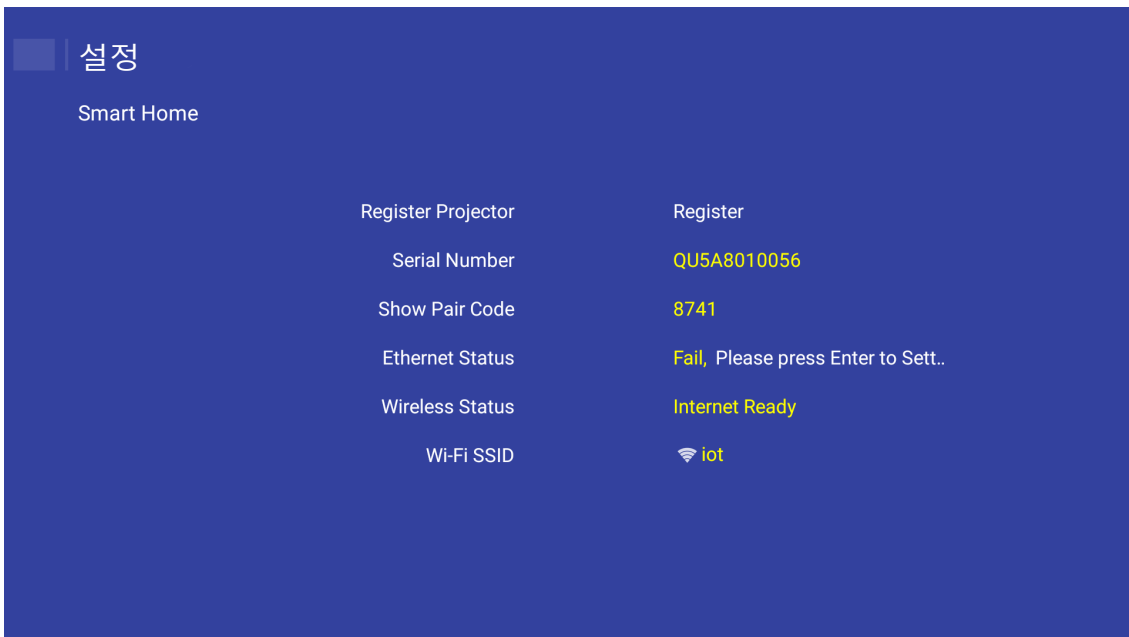 설정
Smart Home
Register Projector Register
Serial Number QU5A8010056
Show Pair Code 8741
Ethernet Status Fail, Please press Enter to Sett..
Wireless Status Internet Ready
Wi-Fi SSID iot